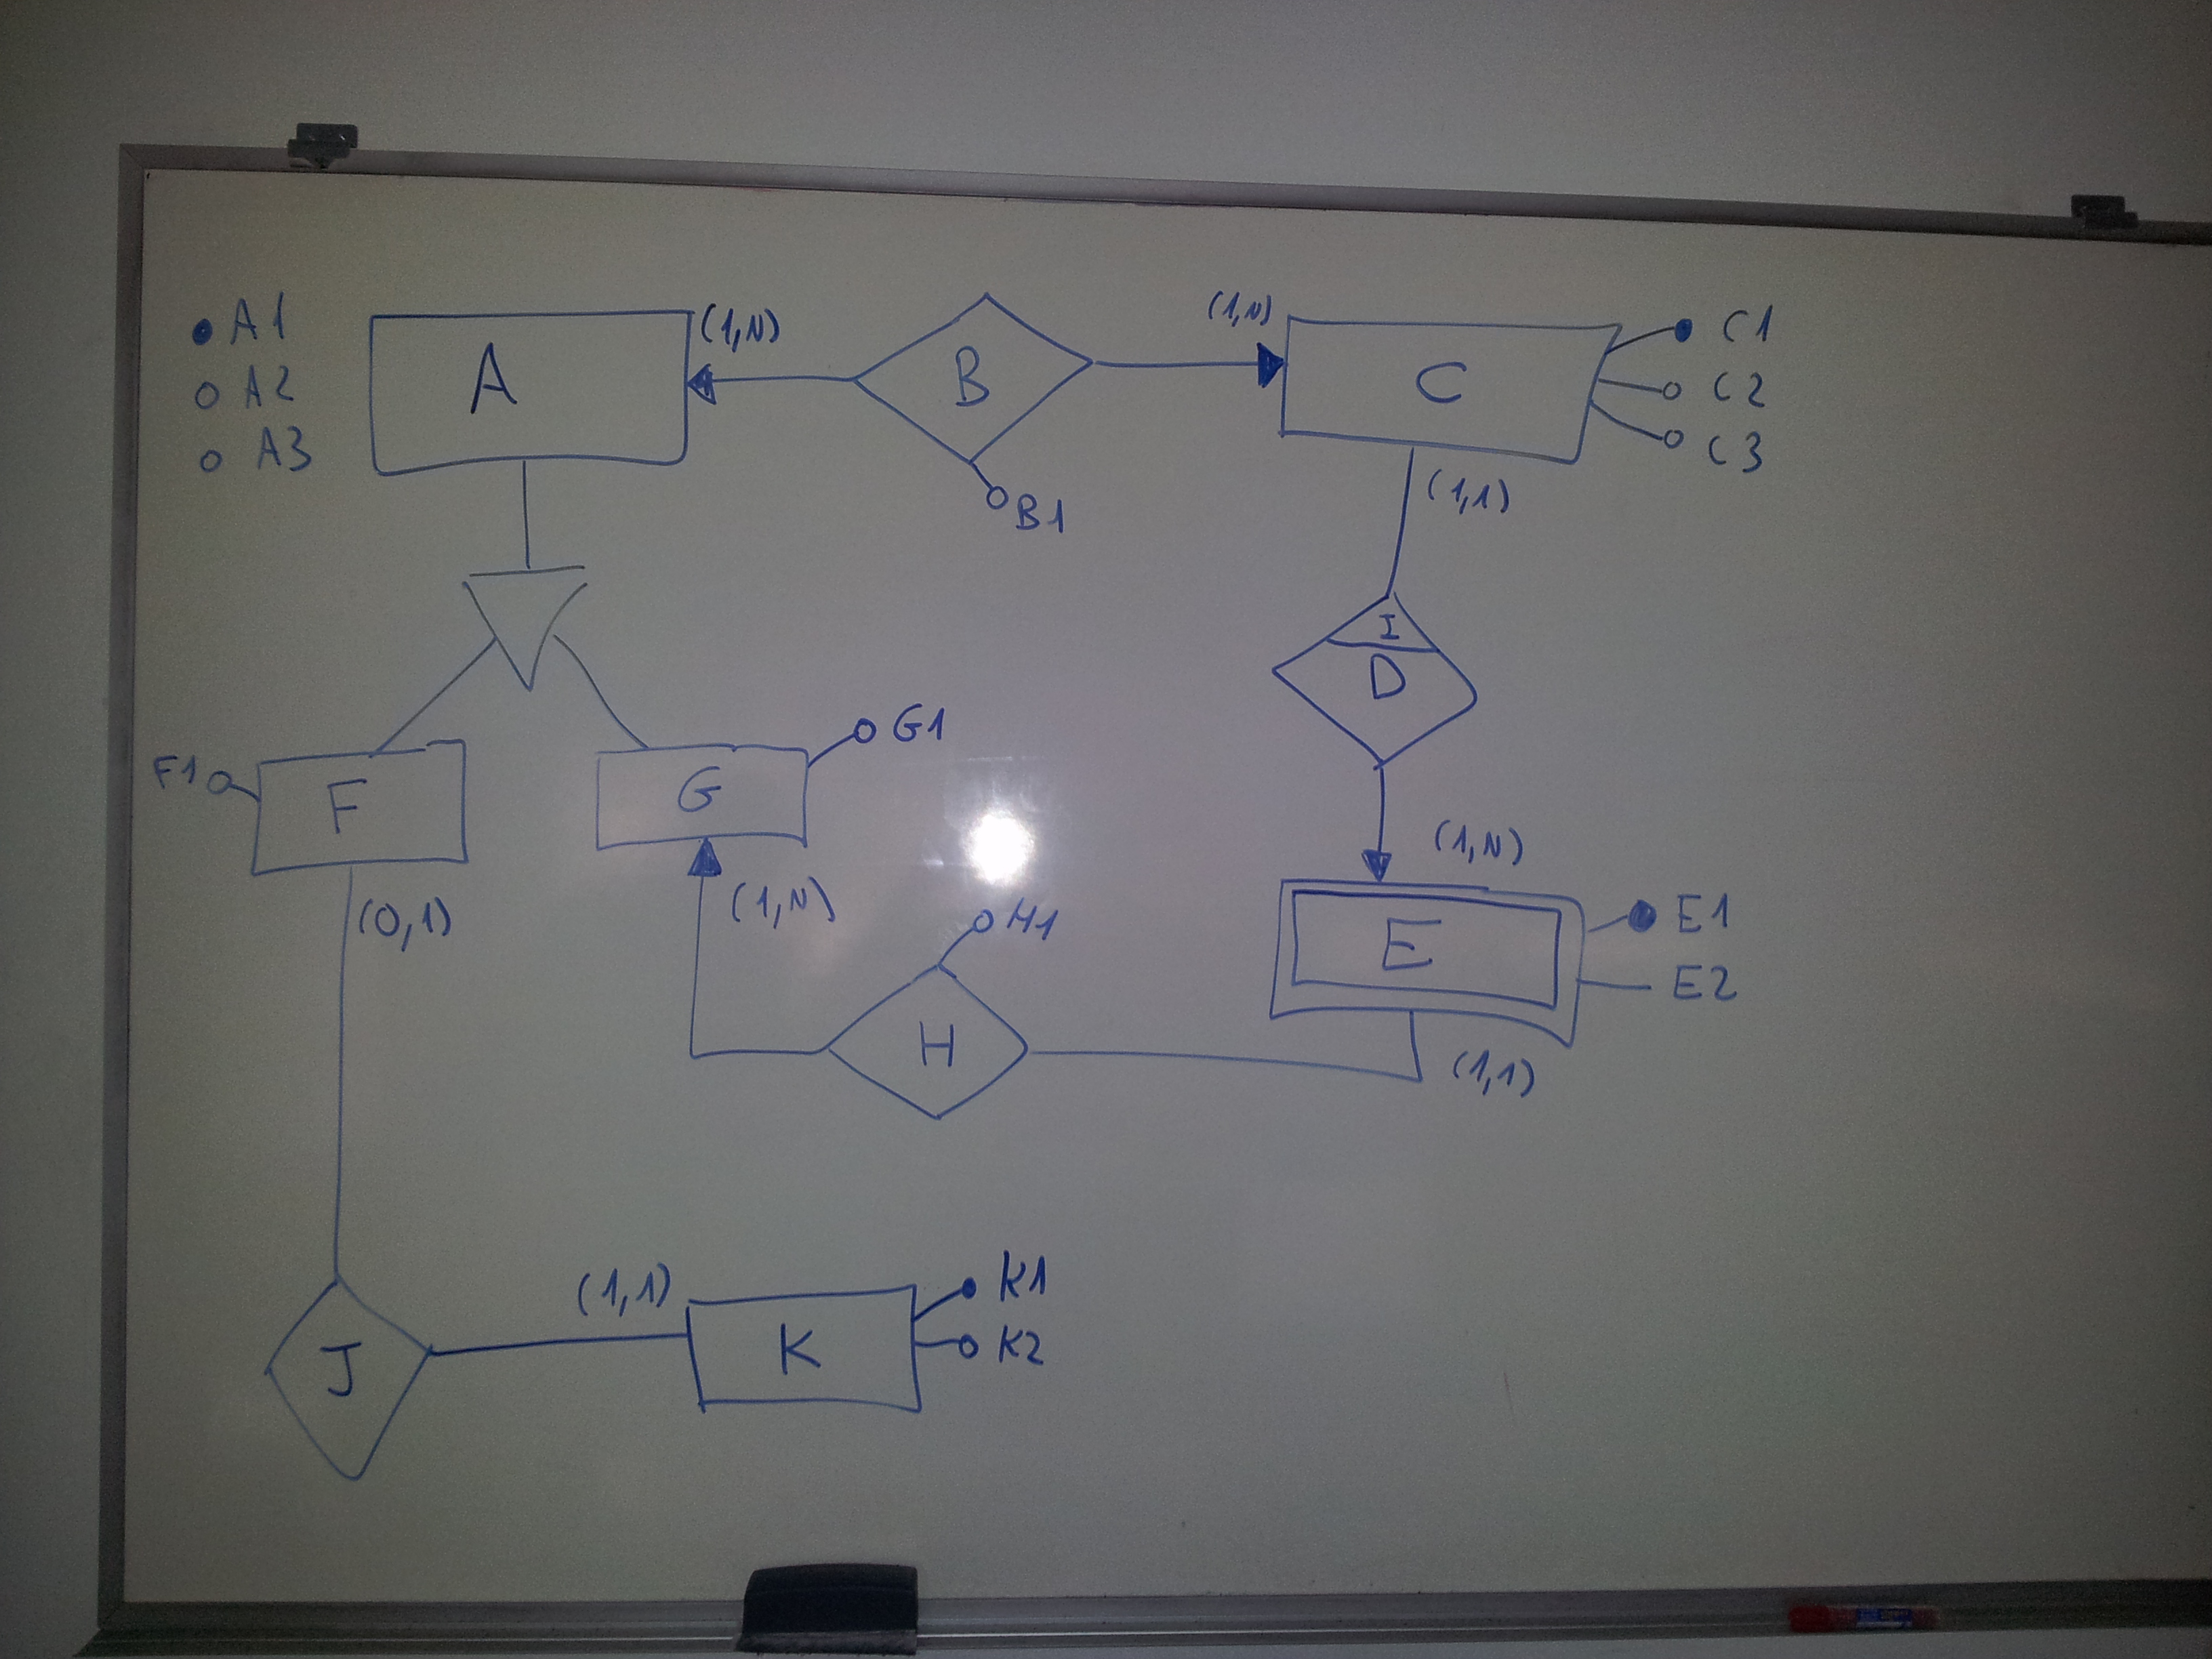 A1
A2
A3
A
(1,N)
B
B1
(1,N)
C
C1
C2
C3
(1,1)
I
D
(1,N)
E
E1
E2
(1,1)
F1
F
(0,1)
G
G1
(1,N)
H1
H
J
(1,1)
K
K1
K2